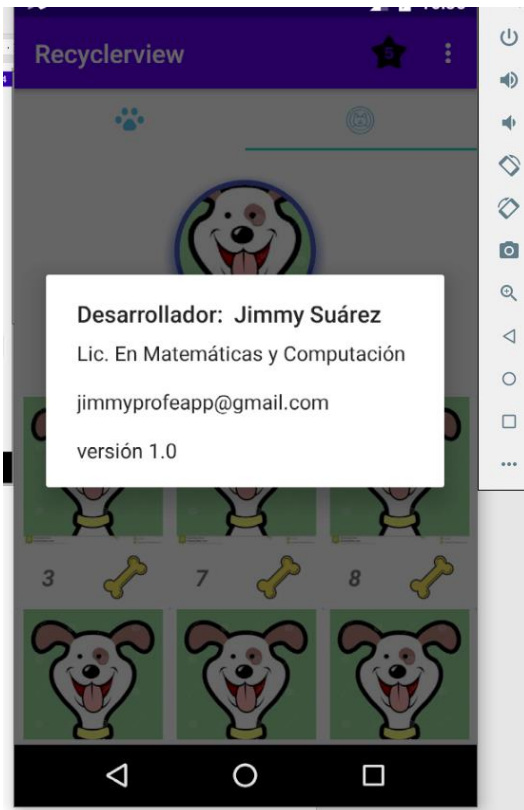 Recyclerview
5
Desarrollador: Jimmy Suárez
Lic. En Matemáticas y Computación
jimmyprofeapp@gmail.com
versión 1.0
3 7 8